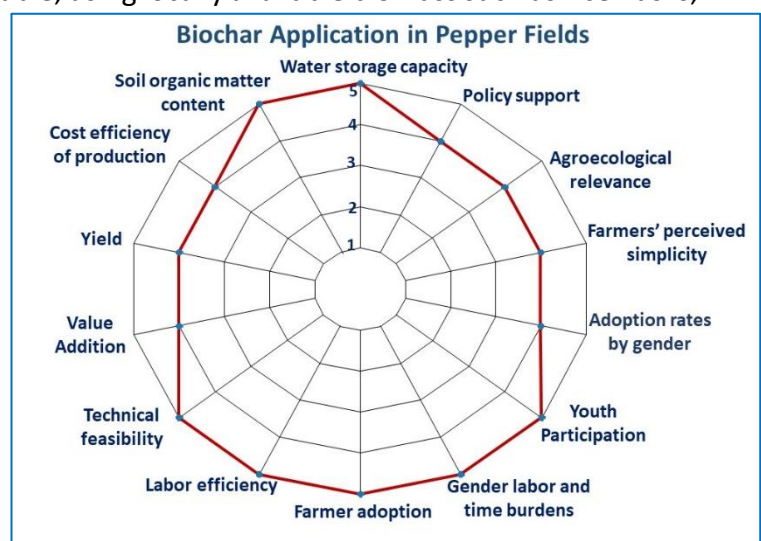 Biochar Application in Pepper Fields
Water storage capacity
Policy support
Agroecological
relevance
Farmers' perceived
simplicity
Adoption rates
by gender
Youth
Participation
Gender labor and
time burdens
Farmer adoption
Labor efficiency
Technical
feasibility
Value
Addition
Yield
Cost efficiency
of production
Soil organic matter
content
5
4
3
2
1